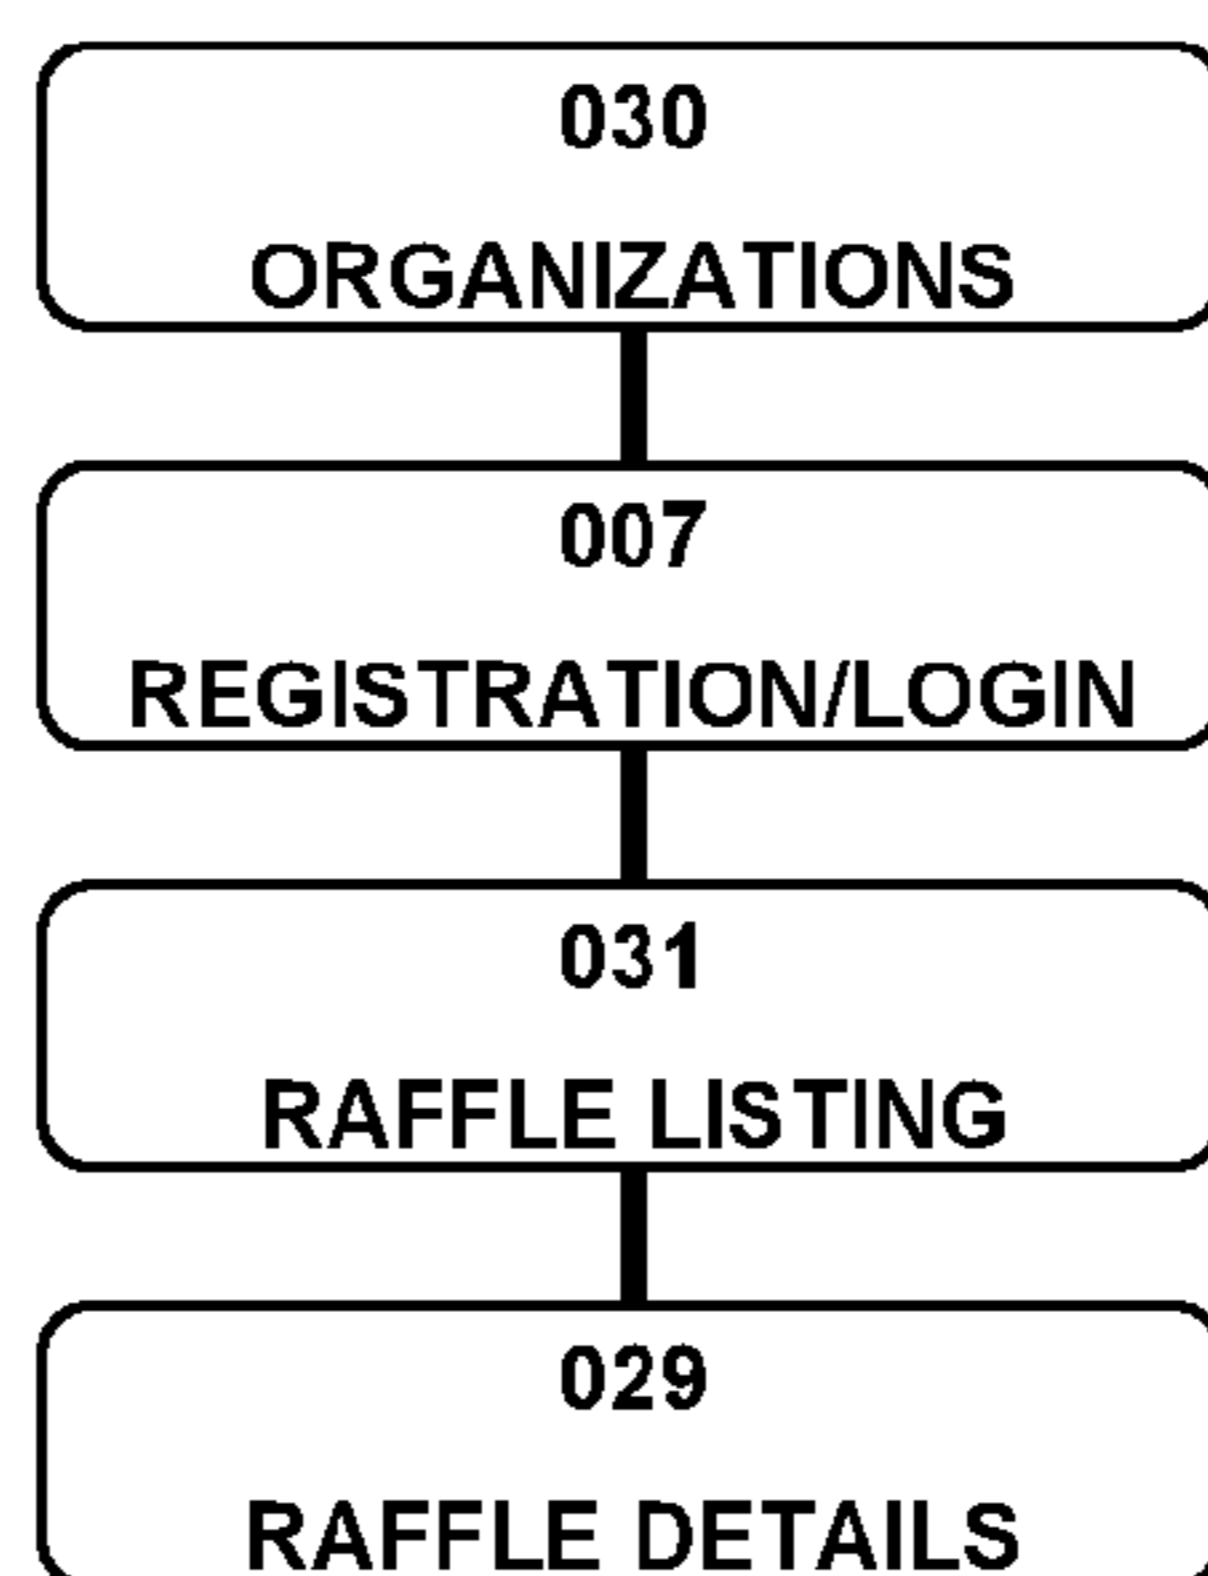 030
ORGANIZATIONS
007
REGISTRATION/LOGIN
031
RAFFLE LISTING
029
RAFFLE DETAILS